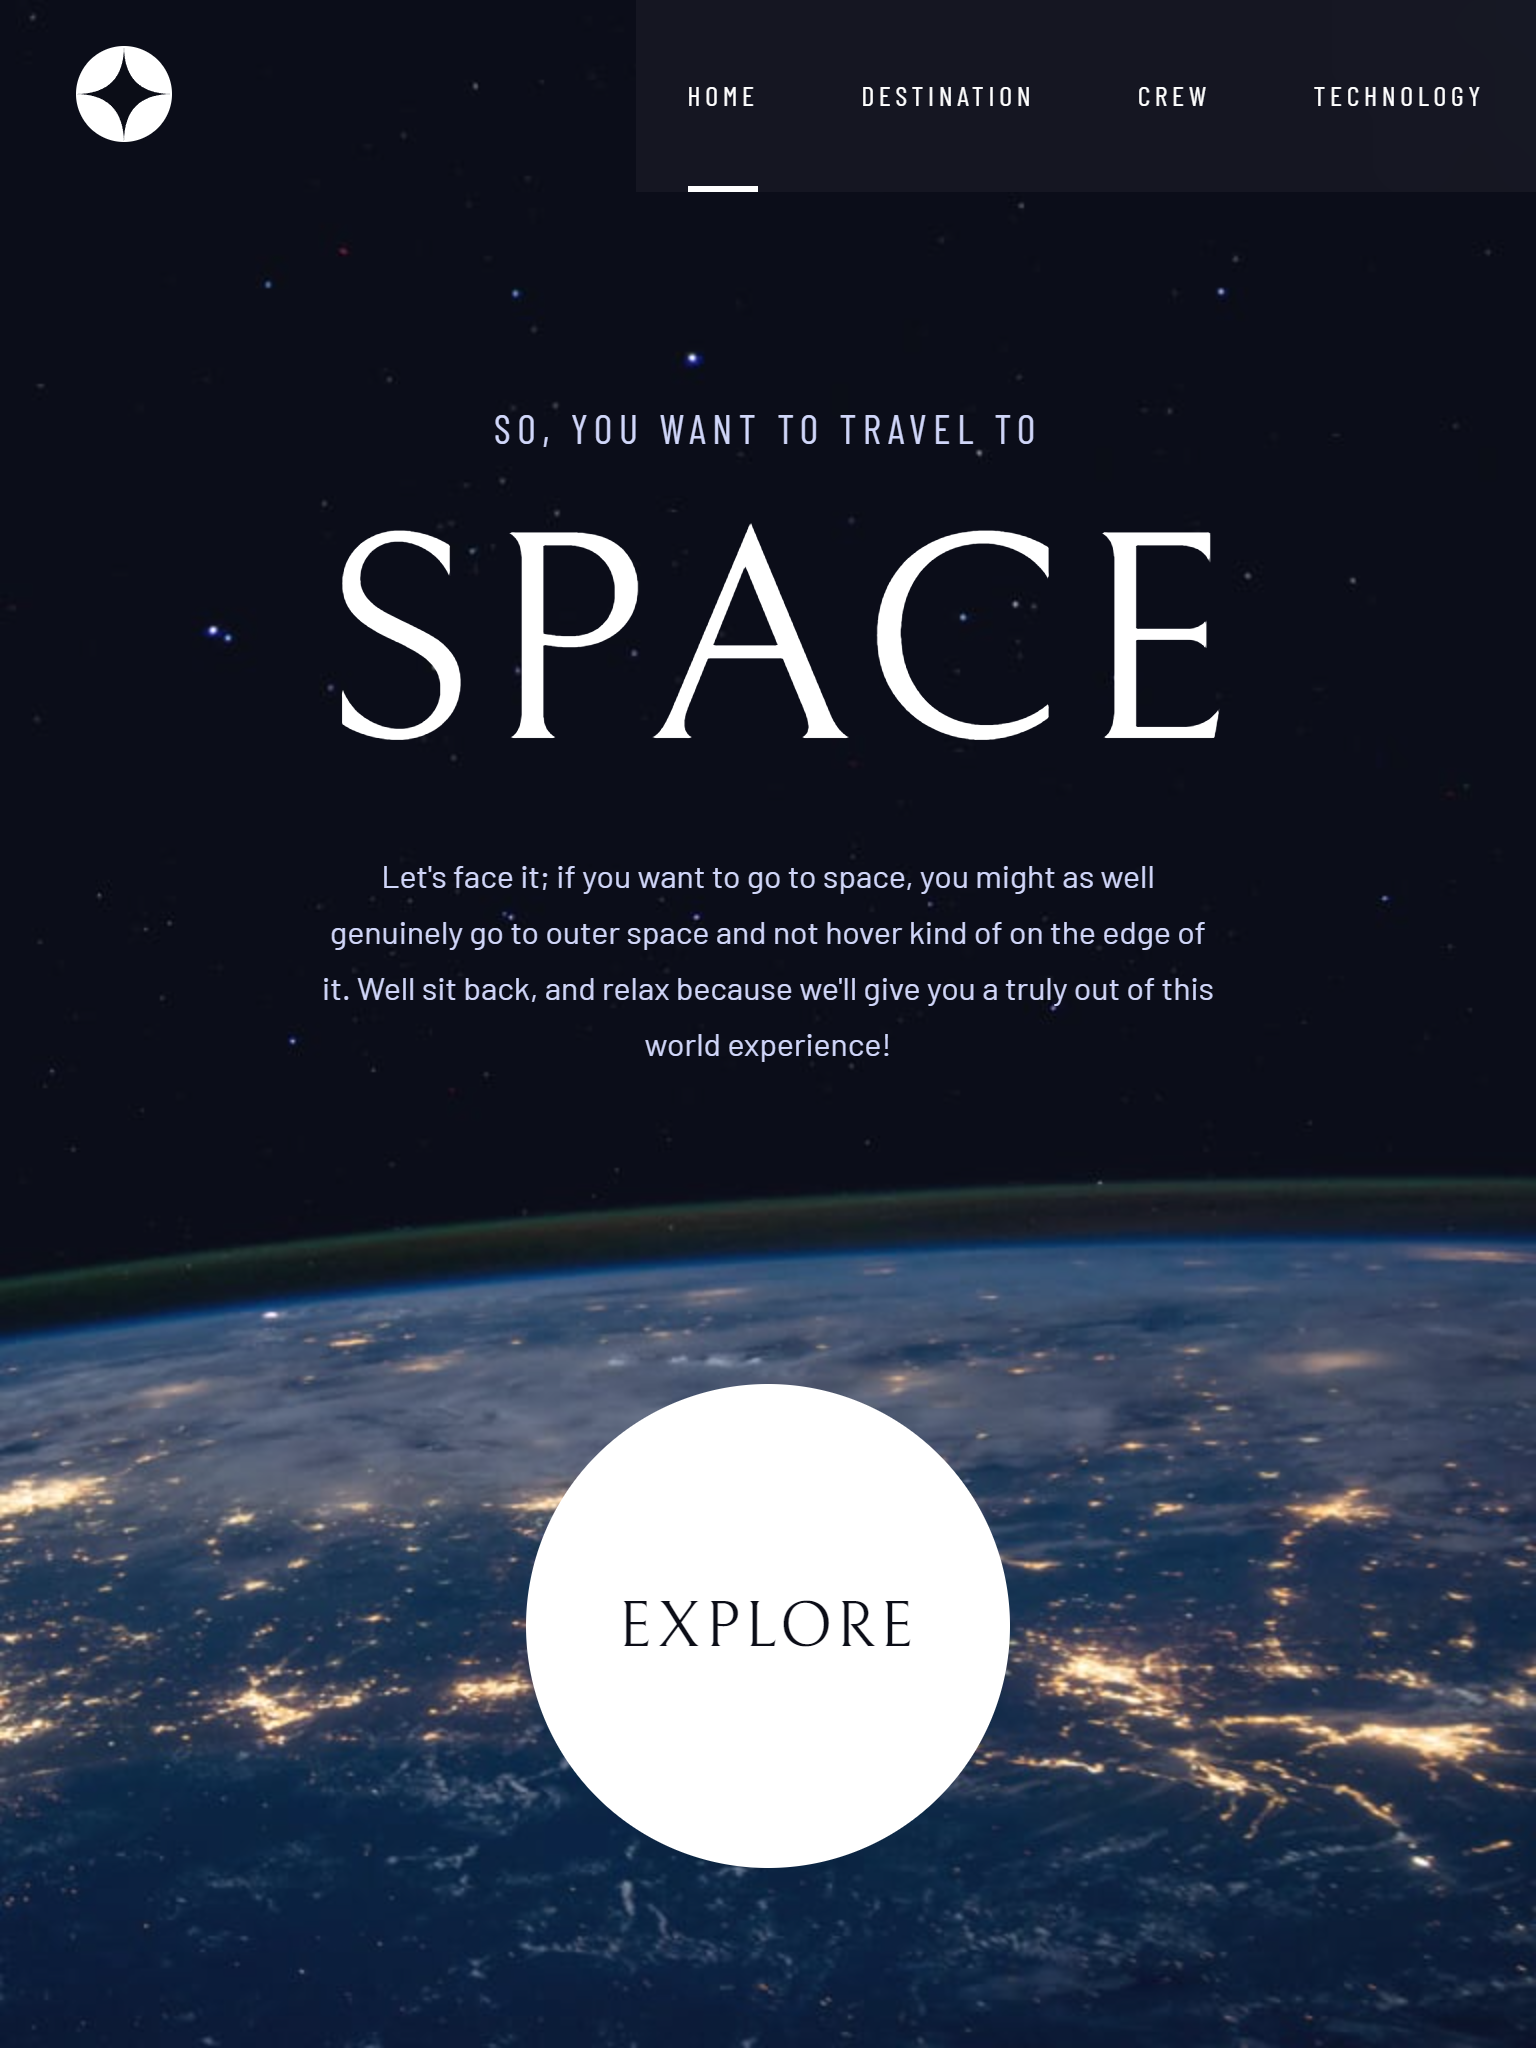 HOME DESTINATION CREW TECHNOLOGY
SO, YOU WANT TO TRAVEL TO
SPACE
Let's face it; if you want to go to space, you might as well
genuinely go to outer space and not hover kind of on the edge of
it. Well sit back, and relax because we'll give you a truly out of this
world experience!
EXPLORE